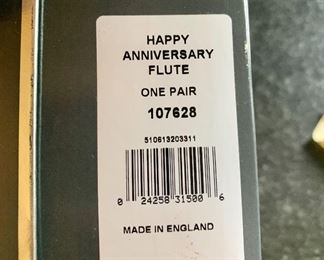 HAPPY
ANNIVERSARY
FLUTE
ONE PAIR
107628
510613203311
0 24258 31500 6
MADE IN ENGLAND